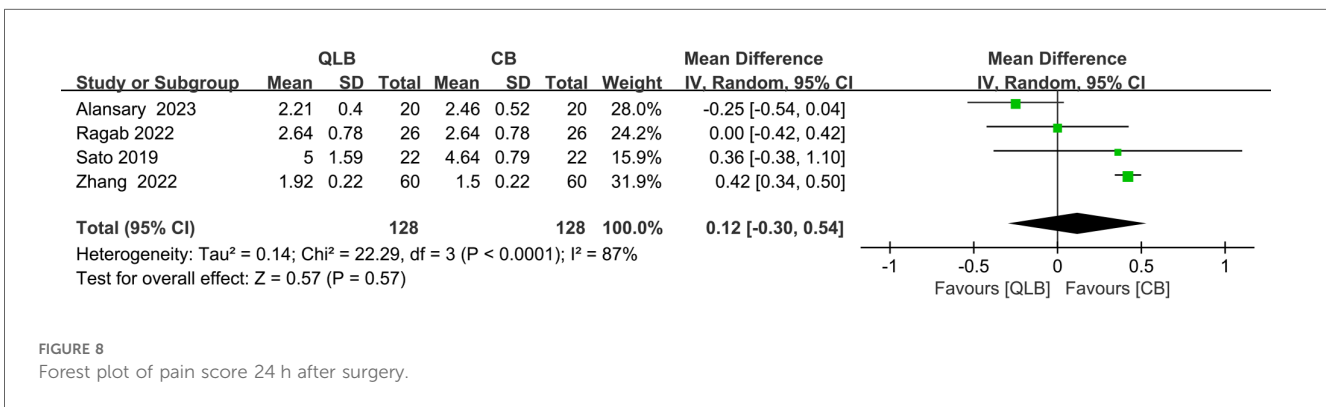 QLB CB Mean Difference Mean Difference
Study or Subgroup Mean SD Total Mean SD Total Weight IV, Random, 95% CI IV, Random, 95% CI
Alansary 2023 2.21 0.4 20 2.46 0.52 20 28.0% -0.25 [-0.54, 0.04]
Ragab 2022 2.64 0.78 26 2.64 0.78 26 24.2% 0.00 [-0.42, 0.42]
Sato 2019 5 1.59 22 4.64 0.79 22 15.9% 0.36 [-0.38, 1.10]
Zhang 2022 1.92 0.22 60 1.5 0.22 60 31.9% 0.42 [0.34, 0.50]
Total (95% CI) 128 128 100.0% 0.12 [-0.30, 0.54]
Heterogeneity: Tau² = 0.14; Chi² = 22.29, df = 3 (P < 0.0001); I² = 87%
Test for overall effect: Z = 0.57 (P = 0.57)
-1 -0.5 0 0.5 1
Favours [QLB] Favours [CB]
FIGURE 8
Forest plot of pain score 24 h after surgery.